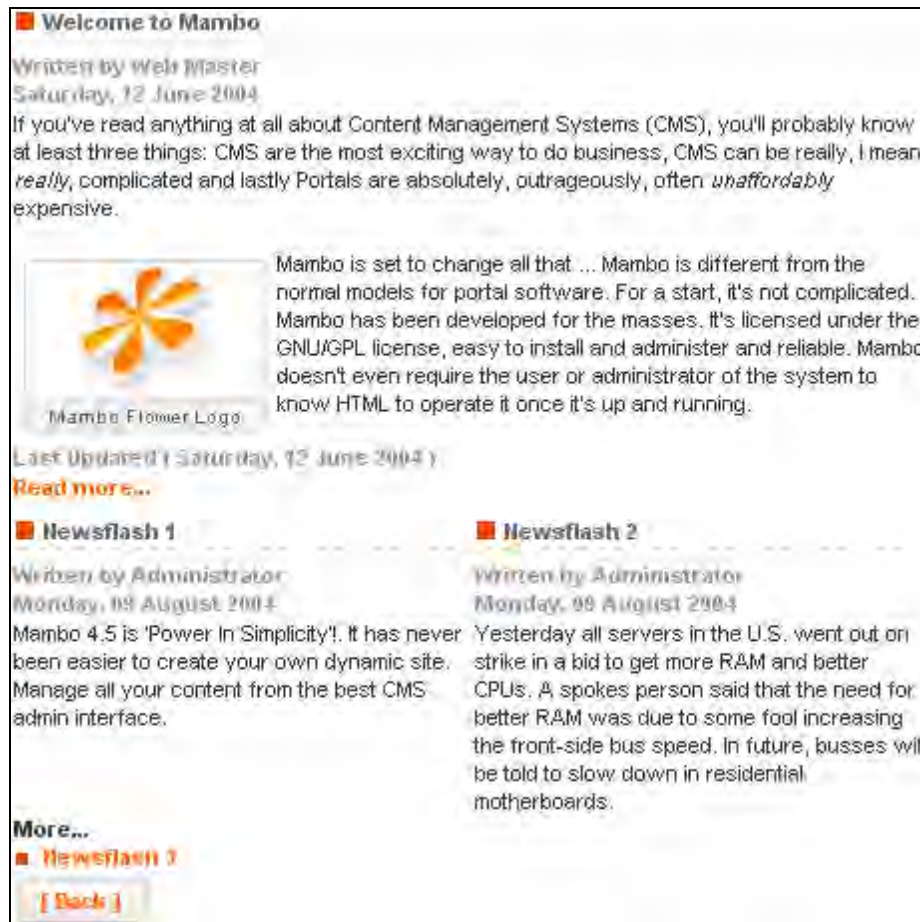 Welcome to Mambo
Written by Web Master
Saturday, 12 June 2004
If you've read anything at all about Content Management Systems (CMS), you'll probably know
at least three things: CMS are the most exciting way to do business, CMS can be really, I mean
really, complicated and lastly Portals are absolutely, outrageously, often unaffordably
expensive.
Mambo is set to change all that ... Mambo is different from the
normal models for portal software. For a start, it's not complicated.
Mambo has been developed for the masses. It's licensed under the
GNU/GPL license, easy to install and administer and reliable. Mambo
doesn't even require the user or administrator of the system to
know HTML to operate it once it's up and running.
Mambo Flower Logo
Last Updated ( Saturday, 12 June 2004 )
Read more...
Newsflash 1
Written by Administrator
Monday, 09 August 2004
Mambo 4.5 is 'Power In Simplicity'!. It has never
been easier to create your own dynamic site.
Manage all your content from the best CMS
admin interface.
Newsflash 2
Written by Administrator
Monday, 09 August 2004
Yesterday all servers in the U.S. went out on
strike in a bid to get more RAM and better
CPUs. A spokes person said that the need for
better RAM was due to some fool increasing
the front-side bus speed. In future, busses will
be told to slow down in residential
motherboards.
More...
Newsflash 3
[ Back ]